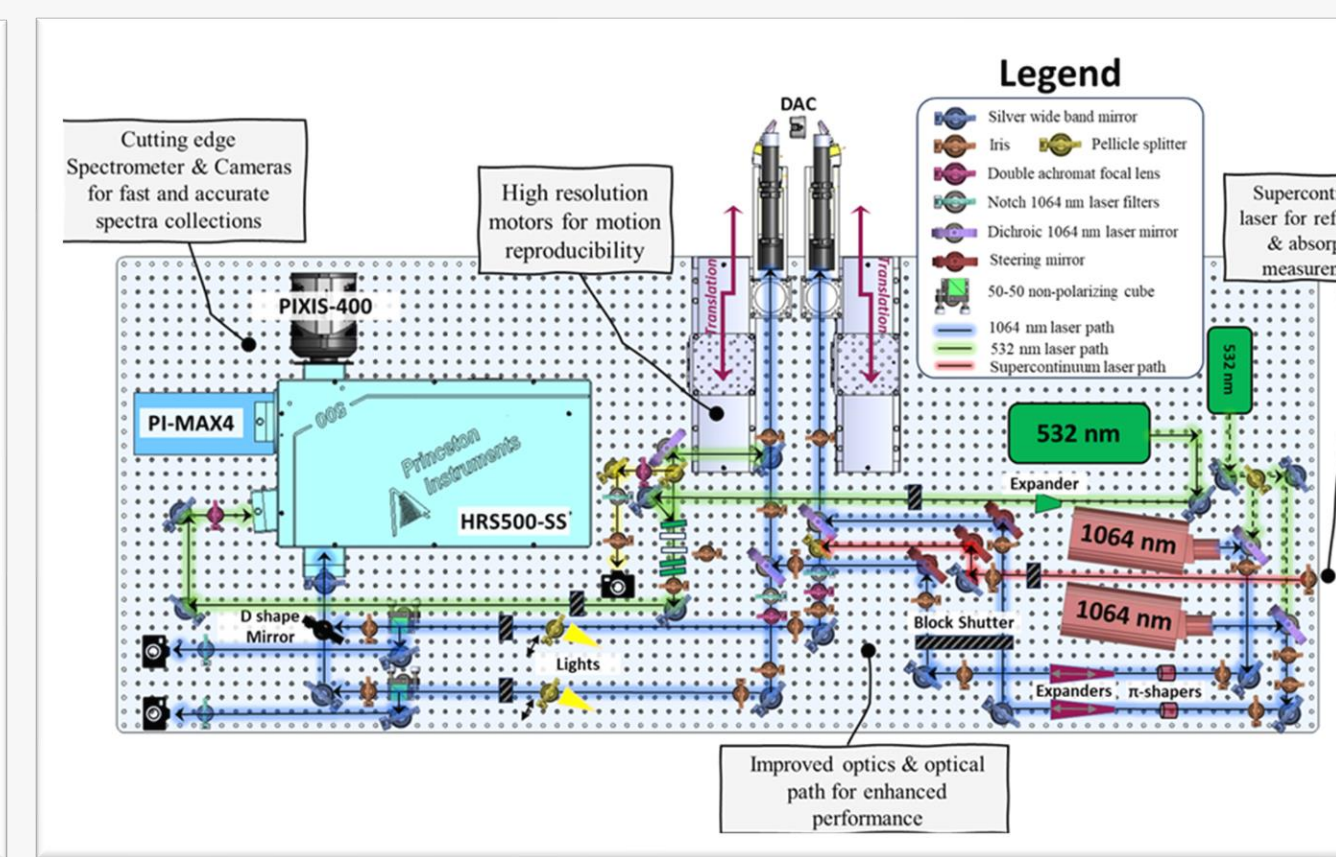 Legend
DAC
Silver wide band mirror
Iris
Pellicle splitter
Double achromat focal lens
Notch 1064 nm laser filters
Dichroic 1064 nm laser mirror
Steering mirror
50-50 non-polarizing cube
1064 nm laser path
532 nm laser path
Supercontinuum laser path
Cutting edge
Spectrometer & Cameras
for fast and accurate
spectra collections
High resolution
motors for motion
reproducibility
laser for
&
Translation
Translation
PIXIS-400
PI-MAX4
500
Princeton
Instruments
HRS500-SS
532 nm
532 nm
Expander
1064 nm
1064 nm
D shape
Mirror
Lights
Block Shutter
Expanders
π-shapers
Improved optics & optical
path for enhanced
performance